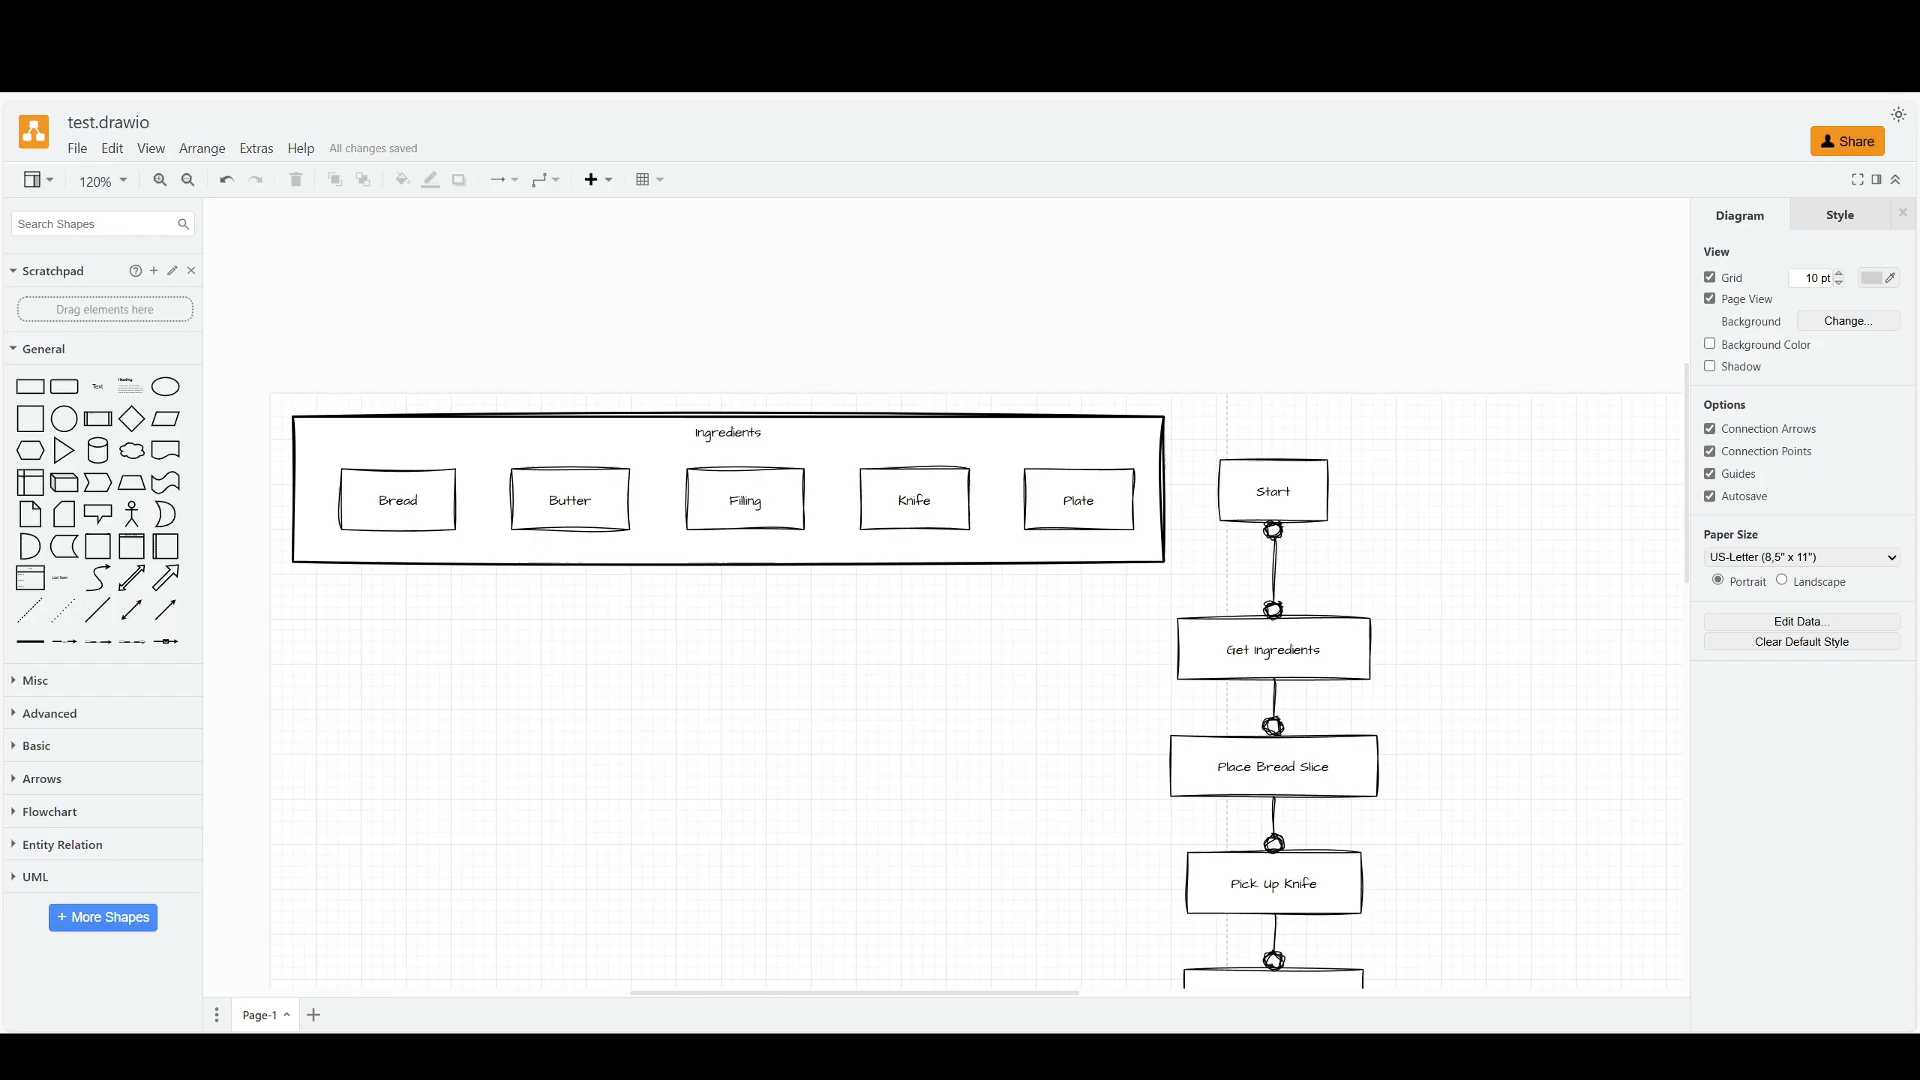 test.drawio
File Edit View Arrange Extras Help All changes saved
Share
120%
Search Shapes
Scratchpad
Drag elements here
General
Text
Heading
List Item
Misc
Advanced
Basic
Arrows
Flowchart
Entity Relation
UML
+ More Shapes
Ingredients
Bread
Butter
Filling
Knife
Plate
Start
Get Ingredients
Place Bread Slice
Pick Up Knife
Page-1
Diagram
Style
View
Grid 10 pt
Page View
Background Change...
Background Color
Shadow
Options
Connection Arrows
Connection Points
Guides
Autosave
Paper Size
US-Letter (8,5" x 11")
Portrait Landscape
Edit Data...
Clear Default Style